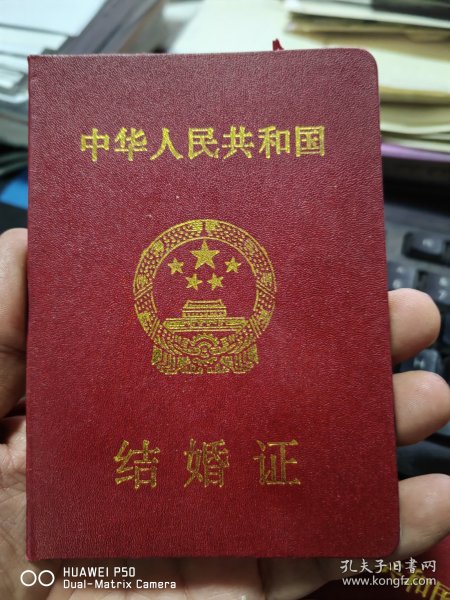 中华人民共和国
结婚证
HUAWEI P50
Dual-Matrix Camera
孔夫子旧书网
www.kongfz.com